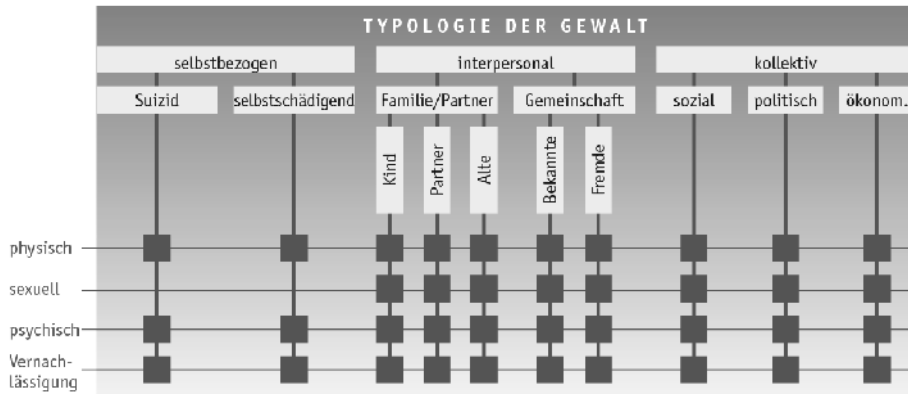 TYPOLOGIE DER GEWALT
selbstbezogen interpersonal kollektiv
Suizid selbstschädigend Familie/Partner Gemeinschaft sozial politisch ökonom.
Kind Partner Alte Bekannte Fremde
physisch
sexuell
psychisch
Vernach-
lässigung